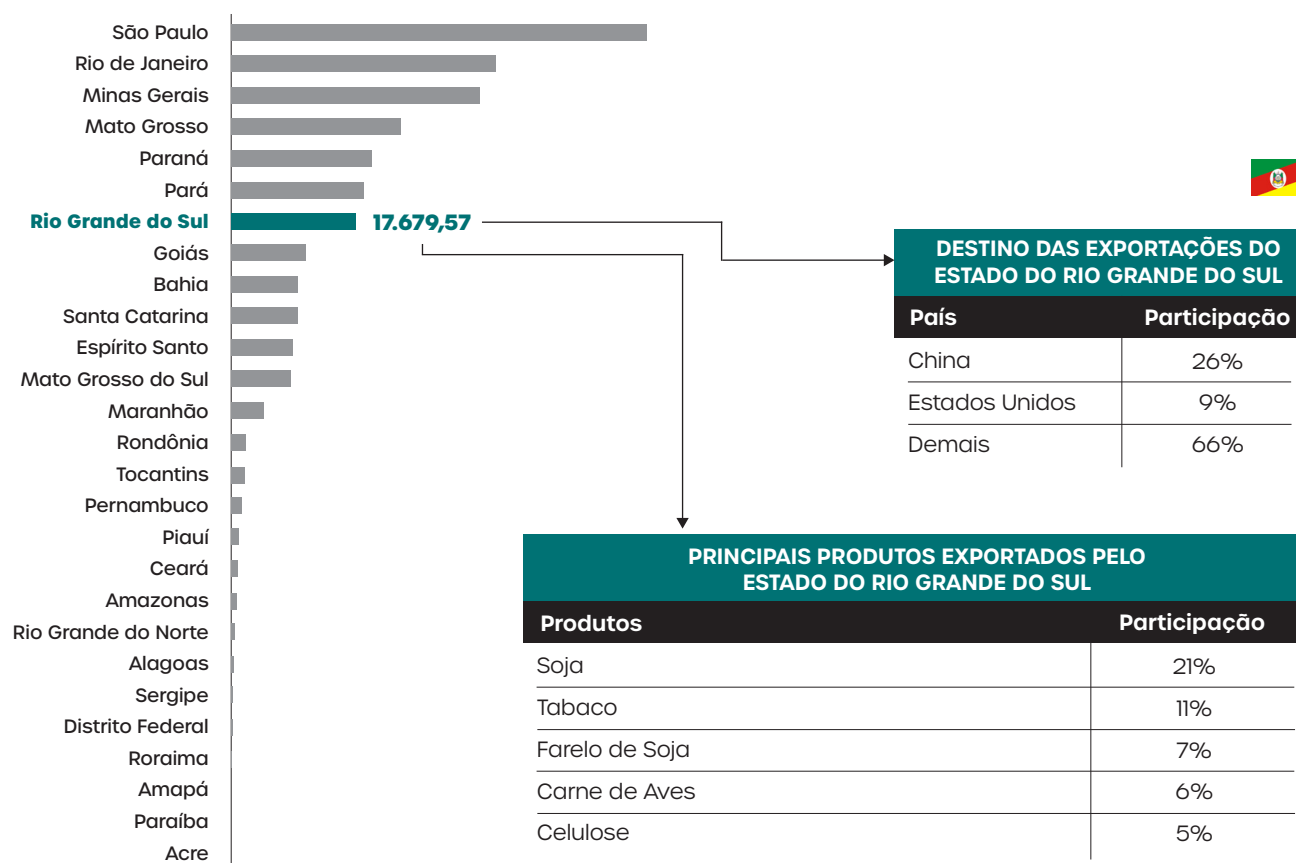 São Paulo
Rio de Janeiro
Minas Gerais
Mato Grosso
Paraná
Pará
Rio Grande do Sul 17.679,57
Goiás
Bahia
Santa Catarina
Espírito Santo
Mato Grosso do Sul
Maranhão
Rondônia
Tocantins
Pernambuco
Piauí
Ceará
Amazonas
Rio Grande do Norte
Alagoas
Sergipe
Distrito Federal
Roraima
Amapá
Paraíba
Acre
DESTINO DAS EXPORTAÇÕES DO
ESTADO DO RIO GRANDE DO SUL
País Participação
China 26%
Estados Unidos 9%
Demais 66%
PRINCIPAIS PRODUTOS EXPORTADOS PELO
ESTADO DO RIO GRANDE DO SUL
Produtos Participação
Soja 21%
Tabaco 11%
Farelo de Soja 7%
Carne de Aves 6%
Celulose 5%